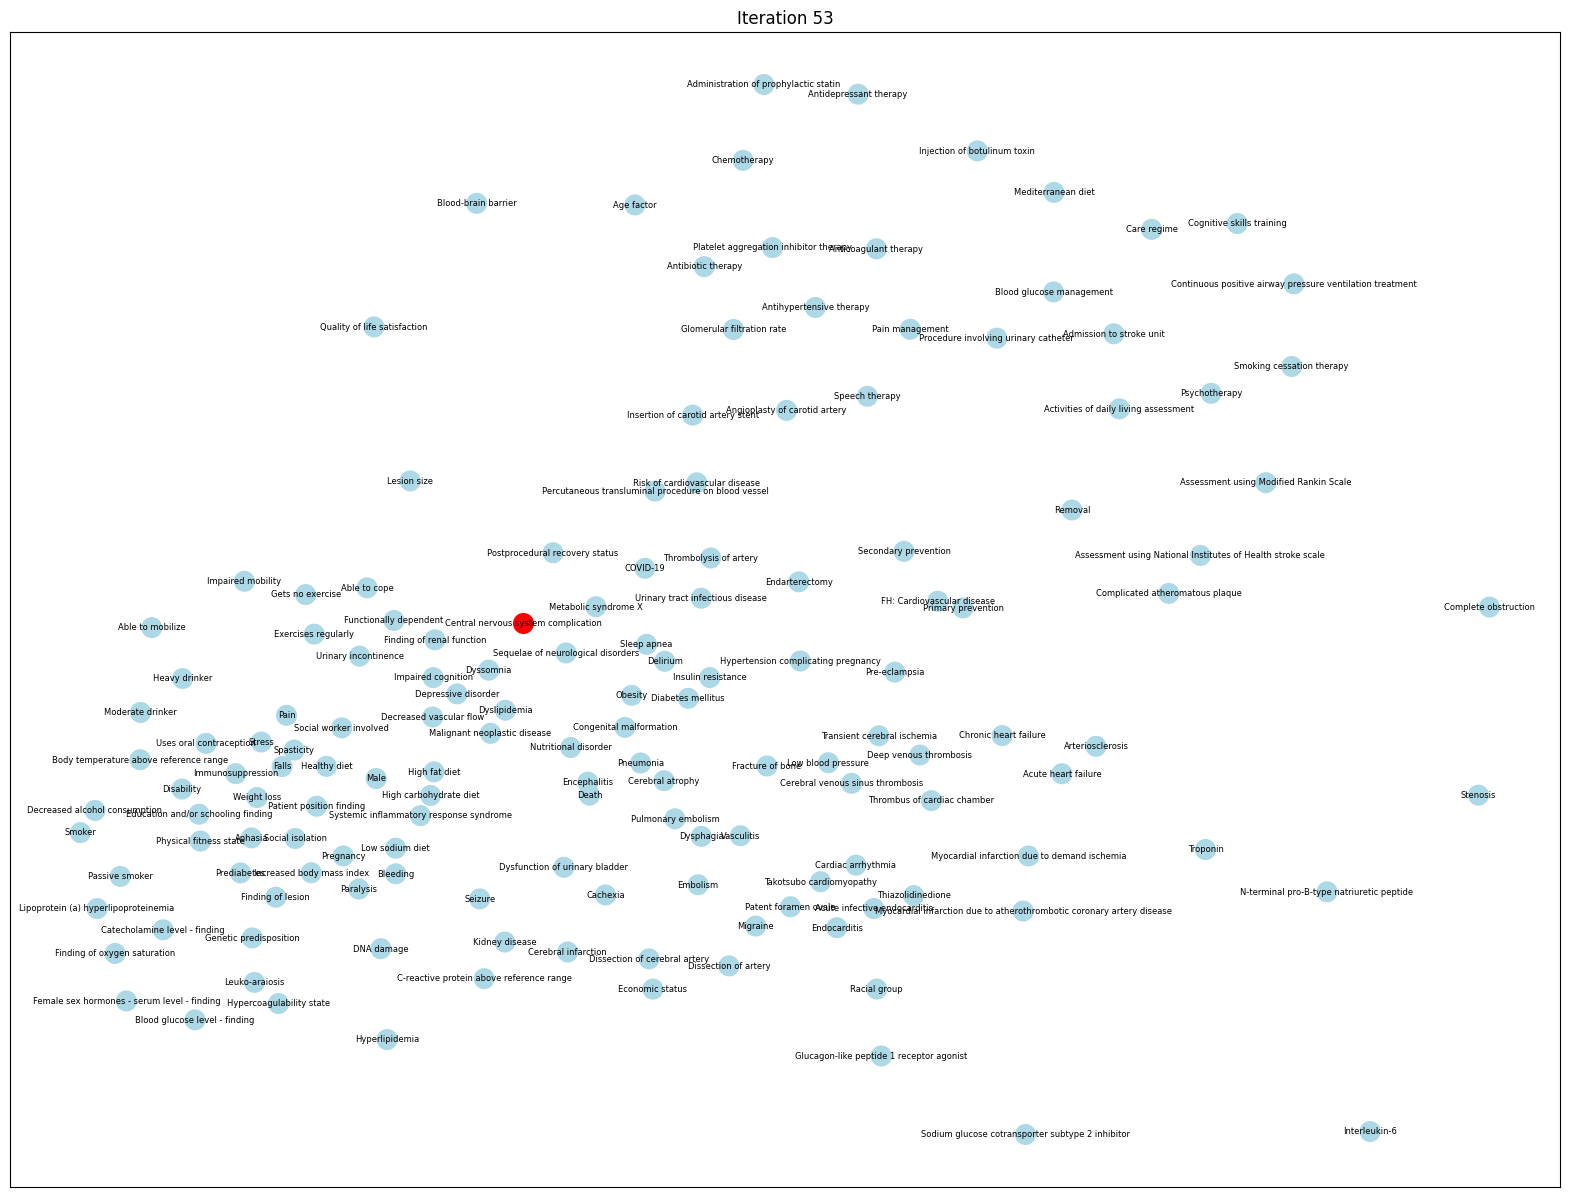 Iteration 53
Administration of prophylactic statin
Antidepressant therapy
Injection of botulinum toxin
Chemotherapy
Mediterranean diet
Blood-brain barrier
Age factor
Cognitive skills training
Care regime
Platelet aggregation inhibitor therapy
Anticoagulant therapy
Antibiotic therapy
Continuous positive airway pressure ventilation treatment
Blood glucose management
Antihypertensive therapy
Quality of life satisfaction
Glomerular filtration rate
Pain management
Procedure involving urinary catheter
Admission to stroke unit
Smoking cessation therapy
Psychotherapy
Speech therapy
Activities of daily living assessment
Angioplasty of carotid artery
Insertion of carotid artery stent
Lesion size
Risk of cardiovascular disease
Assessment using Modified Rankin Scale
Percutaneous transluminal procedure on blood vessel
Removal
Postprocedural recovery status
Secondary prevention
Thrombolysis of artery
Assessment using National Institutes of Health stroke scale
COVID-19
Impaired mobility
Endarterectomy
Able to cope
Gets no exercise
Complicated atheromatous plaque
Urinary tract infectious disease
FH: Cardiovascular disease
Metabolic syndrome X
Primary prevention
Complete obstruction
Functionally dependent
Central nervous system complication
Able to mobilize
Exercises regularly
Finding of renal function
Sleep apnea
Sequelae of neurological disorders
Urinary incontinence
Delirium
Hypertension complicating pregnancy
Dyssomnia
Pre-eclampsia
Impaired cognition
Insulin resistance
Heavy drinker
Depressive disorder
Obesity
Diabetes mellitus
Dyslipidemia
Moderate drinker
Pain
Decreased vascular flow
Social worker involved
Congenital malformation
Malignant neoplastic disease
Transient cerebral ischemia
Chronic heart failure
Stress
Uses oral contraception
Arteriosclerosis
Nutritional disorder
Spasticity
Deep venous thrombosis
Body temperature above reference range
Pneumonia
Low blood pressure
Falls
Healthy diet
Fracture of bone
High fat diet
Immunosuppression
Acute heart failure
Male
Cerebral atrophy
Encephalitis
Cerebral venous sinus thrombosis
Disability
Death
High carbohydrate diet
Stenosis
Weight loss
Thrombus of cardiac chamber
Patient position finding
Decreased alcohol consumption
Education and/or schooling finding
Systemic inflammatory response syndrome
Pulmonary embolism
Smoker
Dysphagia
Vasculitis
Aphasia
Social isolation
Physical fitness state
Low sodium diet
Troponin
Pregnancy
Myocardial infarction due to demand ischemia
Cardiac arrhythmia
Dysfunction of urinary bladder
Prediabetes
Increased body mass index
Bleeding
Passive smoker
Takotsubo cardiomyopathy
Embolism
Paralysis
N-terminal pro-B-type natriuretic peptide
Cachexia
Thiazolidinedione
Finding of lesion
Seizure
Patent foramen ovale
Acute infective endocarditis
Lipoprotein (a) hyperlipoproteinemia
Myocardial infarction due to atherothrombotic coronary artery disease
Migraine
Endocarditis
Catecholamine level - finding
Genetic predisposition
Kidney disease
DNA damage
Cerebral infarction
Finding of oxygen saturation
Dissection of cerebral artery
Dissection of artery
C-reactive protein above reference range
Leuko-araiosis
Economic status
Racial group
Female sex hormones - serum level - finding
Hypercoagulability state
Blood glucose level - finding
Hyperlipidemia
Glucagon-like peptide 1 receptor agonist
Interleukin-6
Sodium glucose cotransporter subtype 2 inhibitor